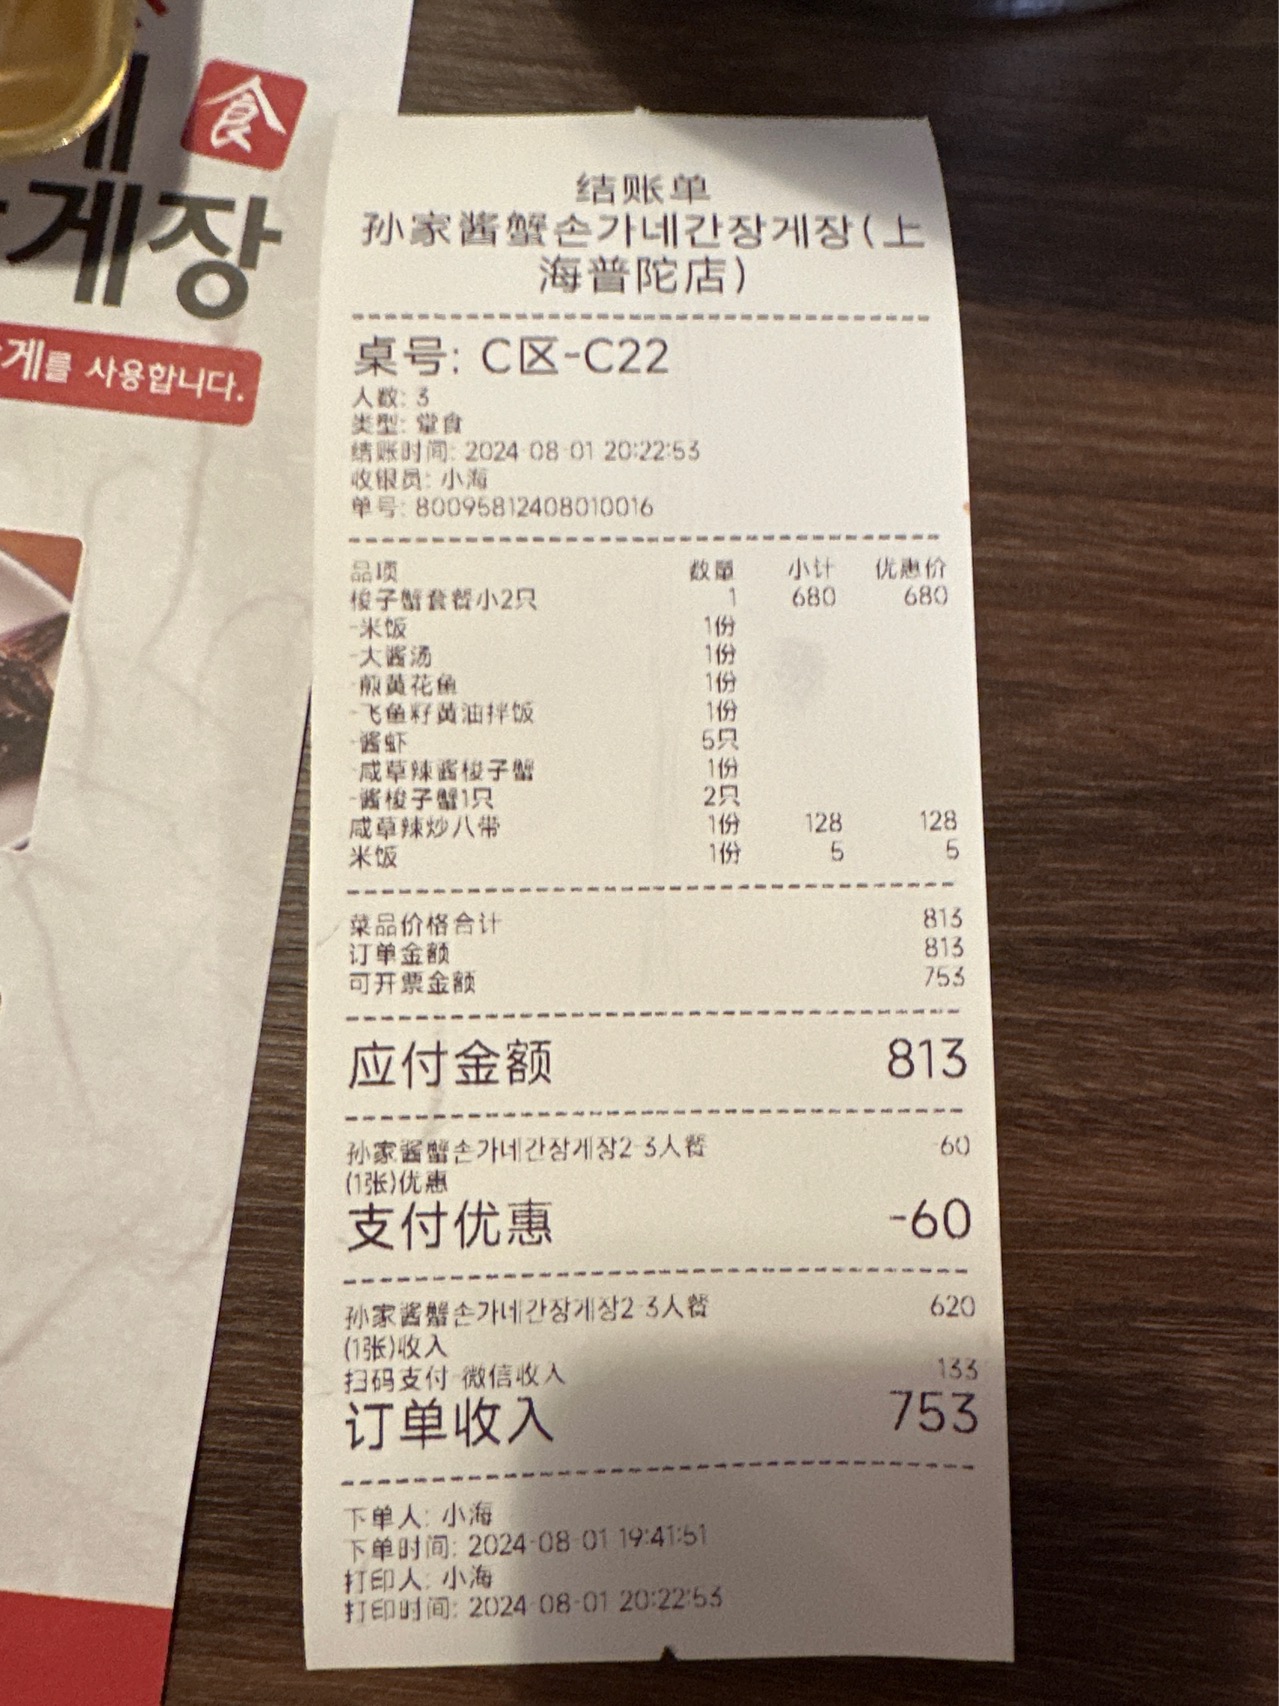 食
게장
게를 사용합니다.
结账单
孙家酱蟹손가네간장게장(上
海普陀店)
桌号: C区-C22
人数: 3
类型: 堂食
结账时间: 2024-08-01 20:22:53
收银员: 小海
单号: 80095812408010016
品项 数量 小计 优惠价
梭子蟹套餐小2只 1 680 680
-米饭 1份
-大酱汤 1份
-煎黄花鱼 1份
-飞鱼籽黄油拌饭 1份
-酱虾 5只
-咸草辣酱梭子蟹 1份
-酱梭子蟹1只 2只
咸草辣炒八带 1份 128 128
米饭 1份 5 5
菜品价格合计 813
订单金额 813
可开票金额 753
应付金额 813
孙家酱蟹손가네간장게장2-3人餐 -60
(1张)优惠
支付优惠 -60
孙家酱蟹손가네간장게장2-3人餐 620
(1张)收入
扫码支付-微信收入 133
订单收入 753
下单人: 小海
下单时间: 2024-08-01 19:41:51
打印人: 小海
打印时间: 2024-08-01 20:22:53